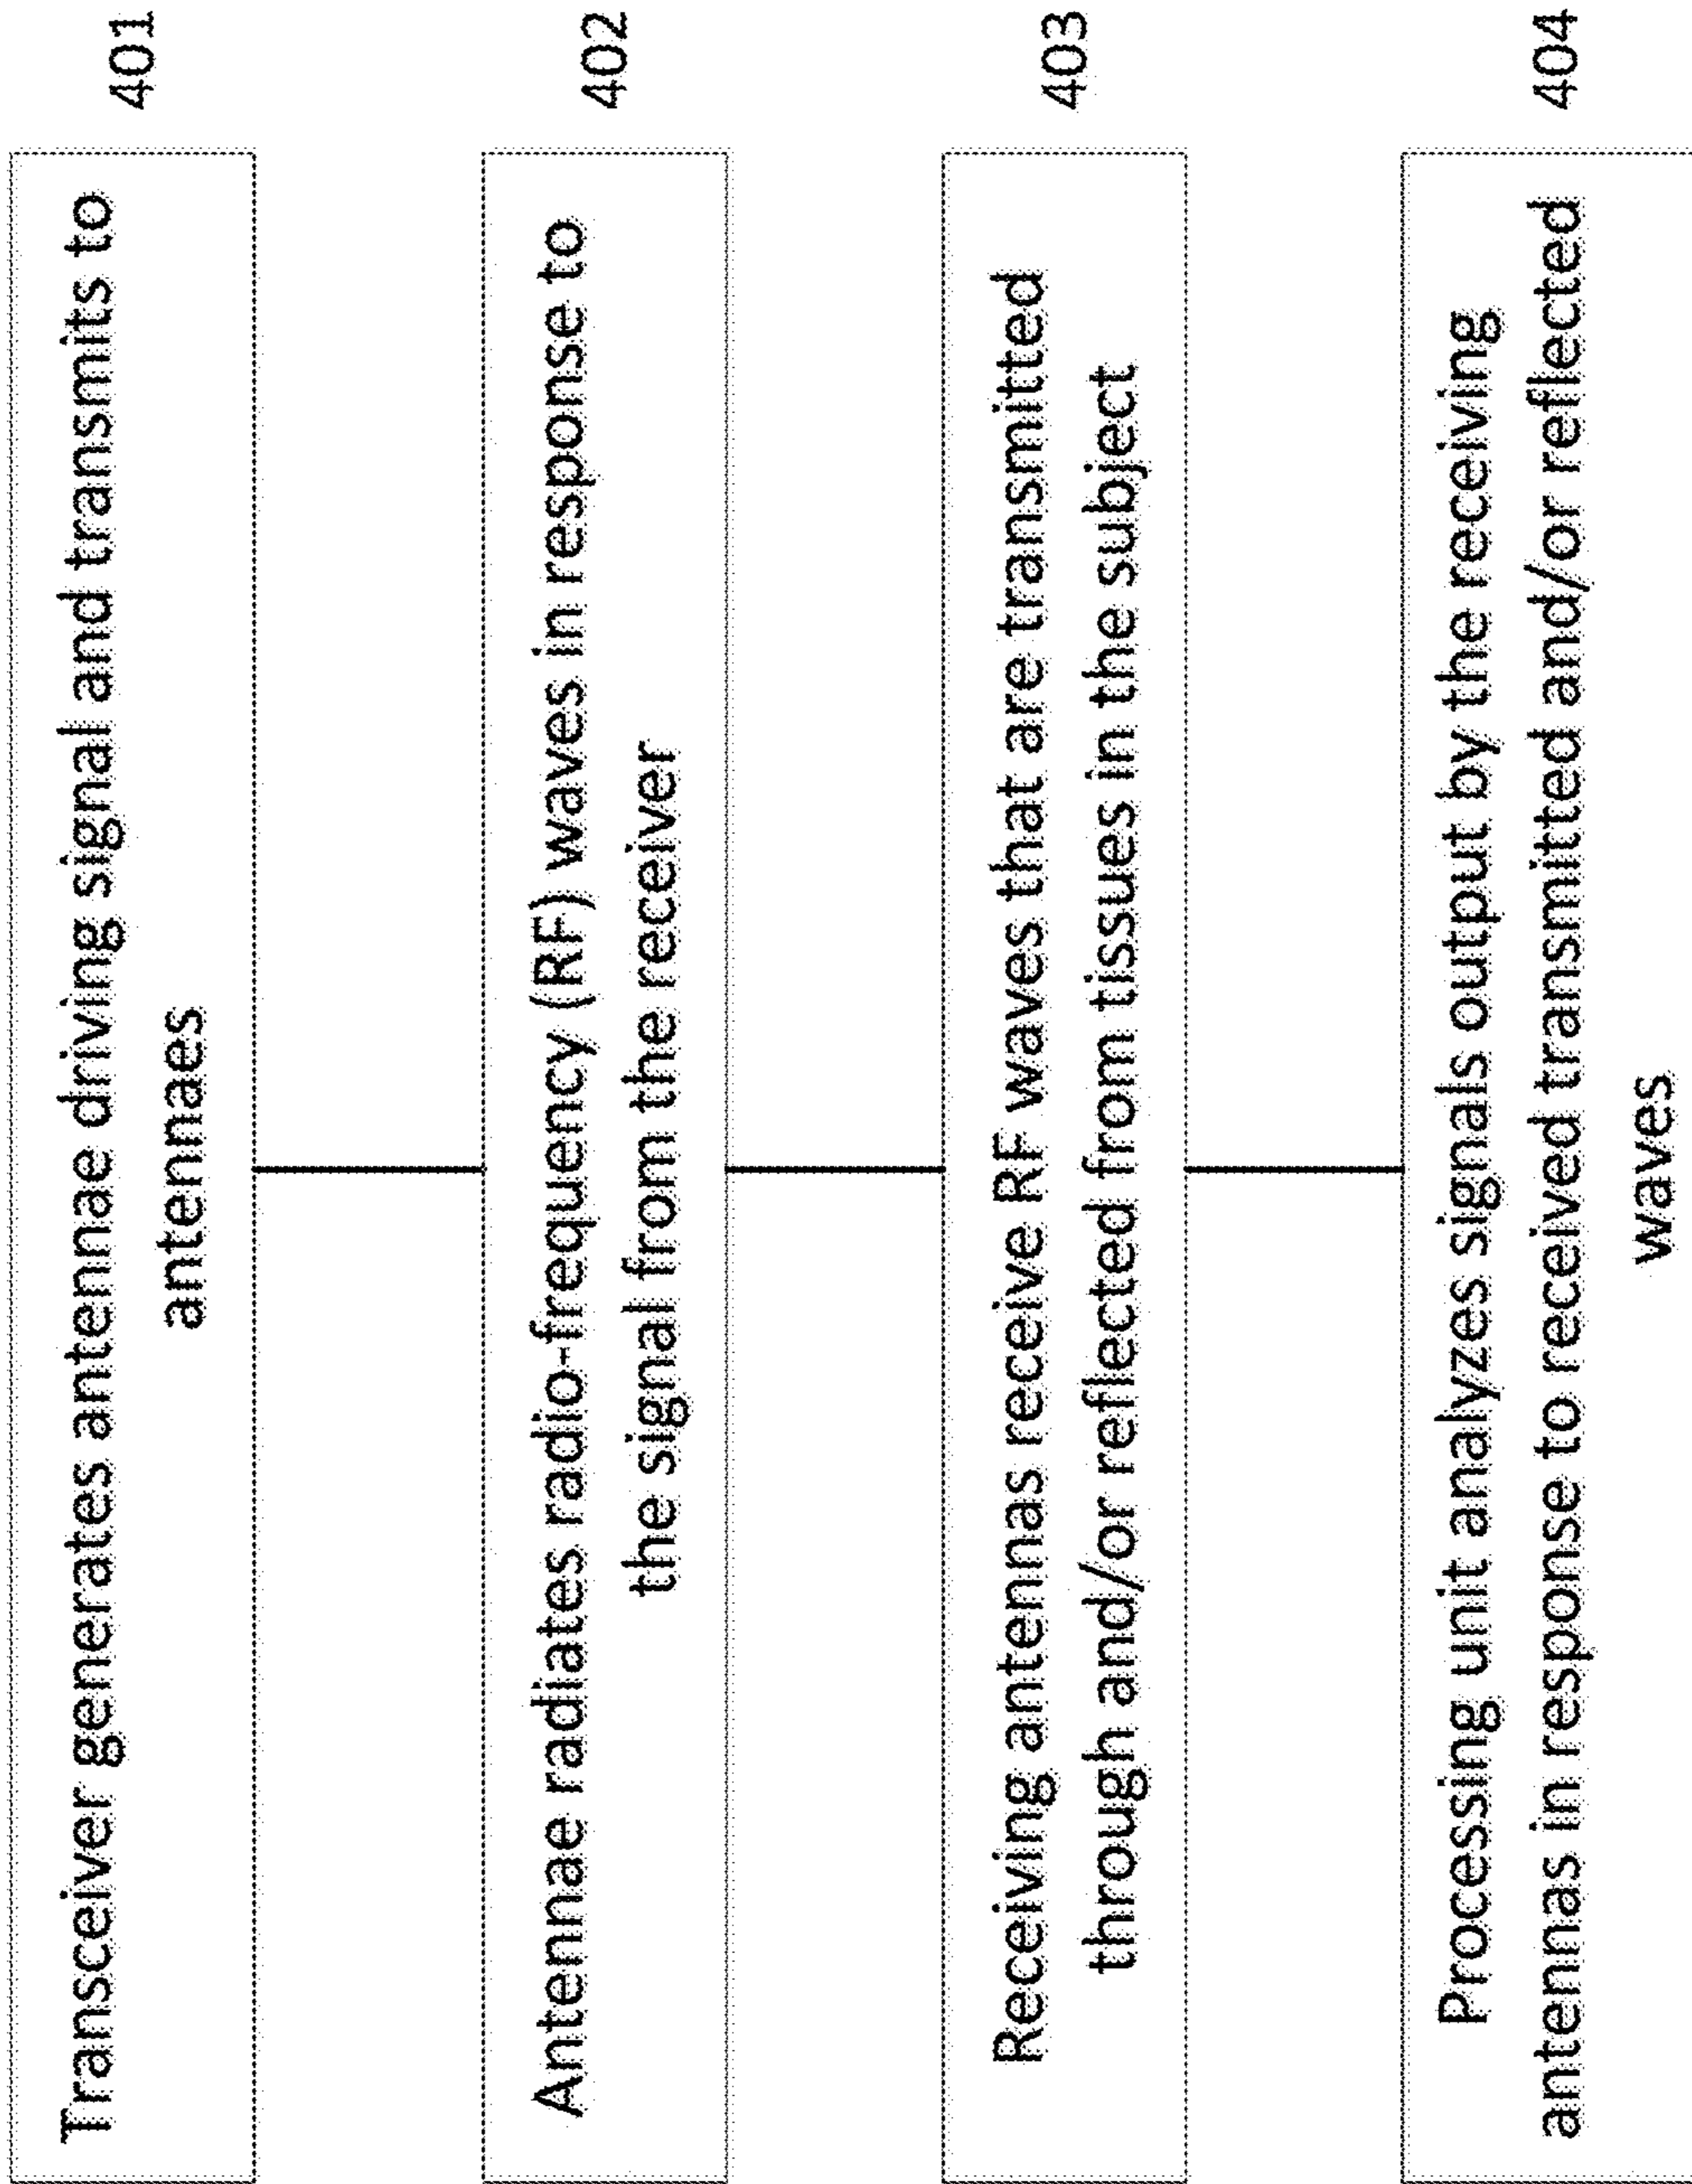 Transceiver generates antennae driving signal and transmits to
antennaes
401
Antennae radiates radio-frequency (RF) waves in response to
the signal from the receiver
402
Receiving antennas receive RF waves that are transmitted
through and/or reflected from tissues in the subject
403
Processing unit analyzes signals output by the receiving
antennas in response to received transmitted and/or reflected
waves
404